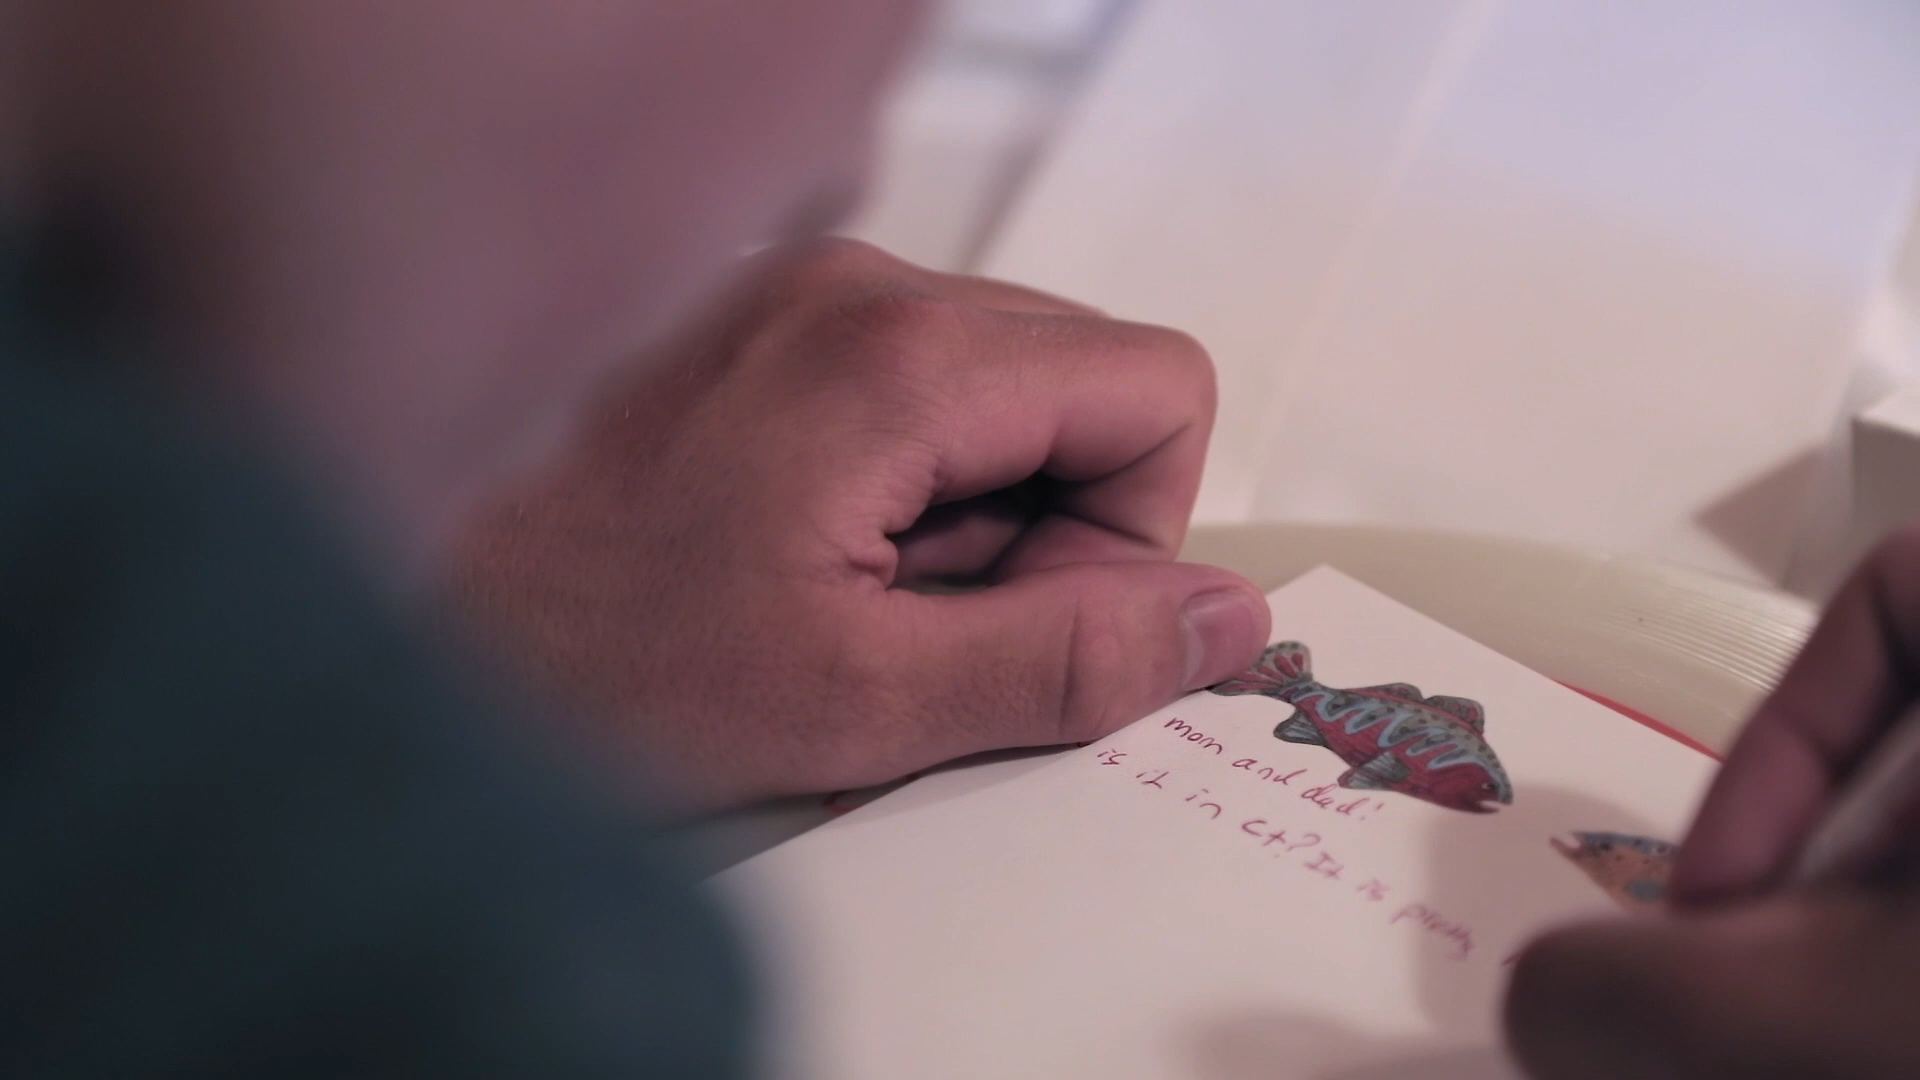 mom and dad!
is it in ct? It is pretty